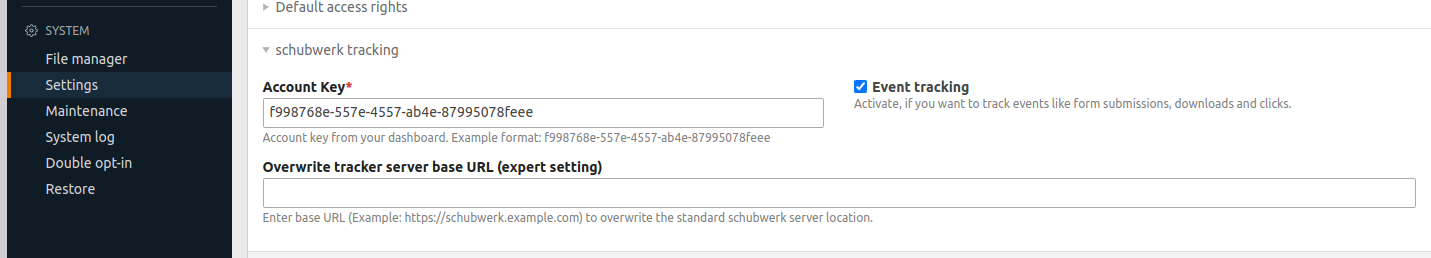 SYSTEM
File manager
Settings
Maintenance
System log
Double opt-in
Restore
Default access rights
schubwerk tracking
Account Key*
f998768e-557e-4557-ab4e-87995078feee
Account key from your dashboard. Example format: f998768e-557e-4557-ab4e-87995078feee
Event tracking
Activate, if you want to track events like form submissions, downloads and clicks.
Overwrite tracker server base URL (expert setting)
Enter base URL (Example: https://schubwerk.example.com) to overwrite the standard schubwerk server location.